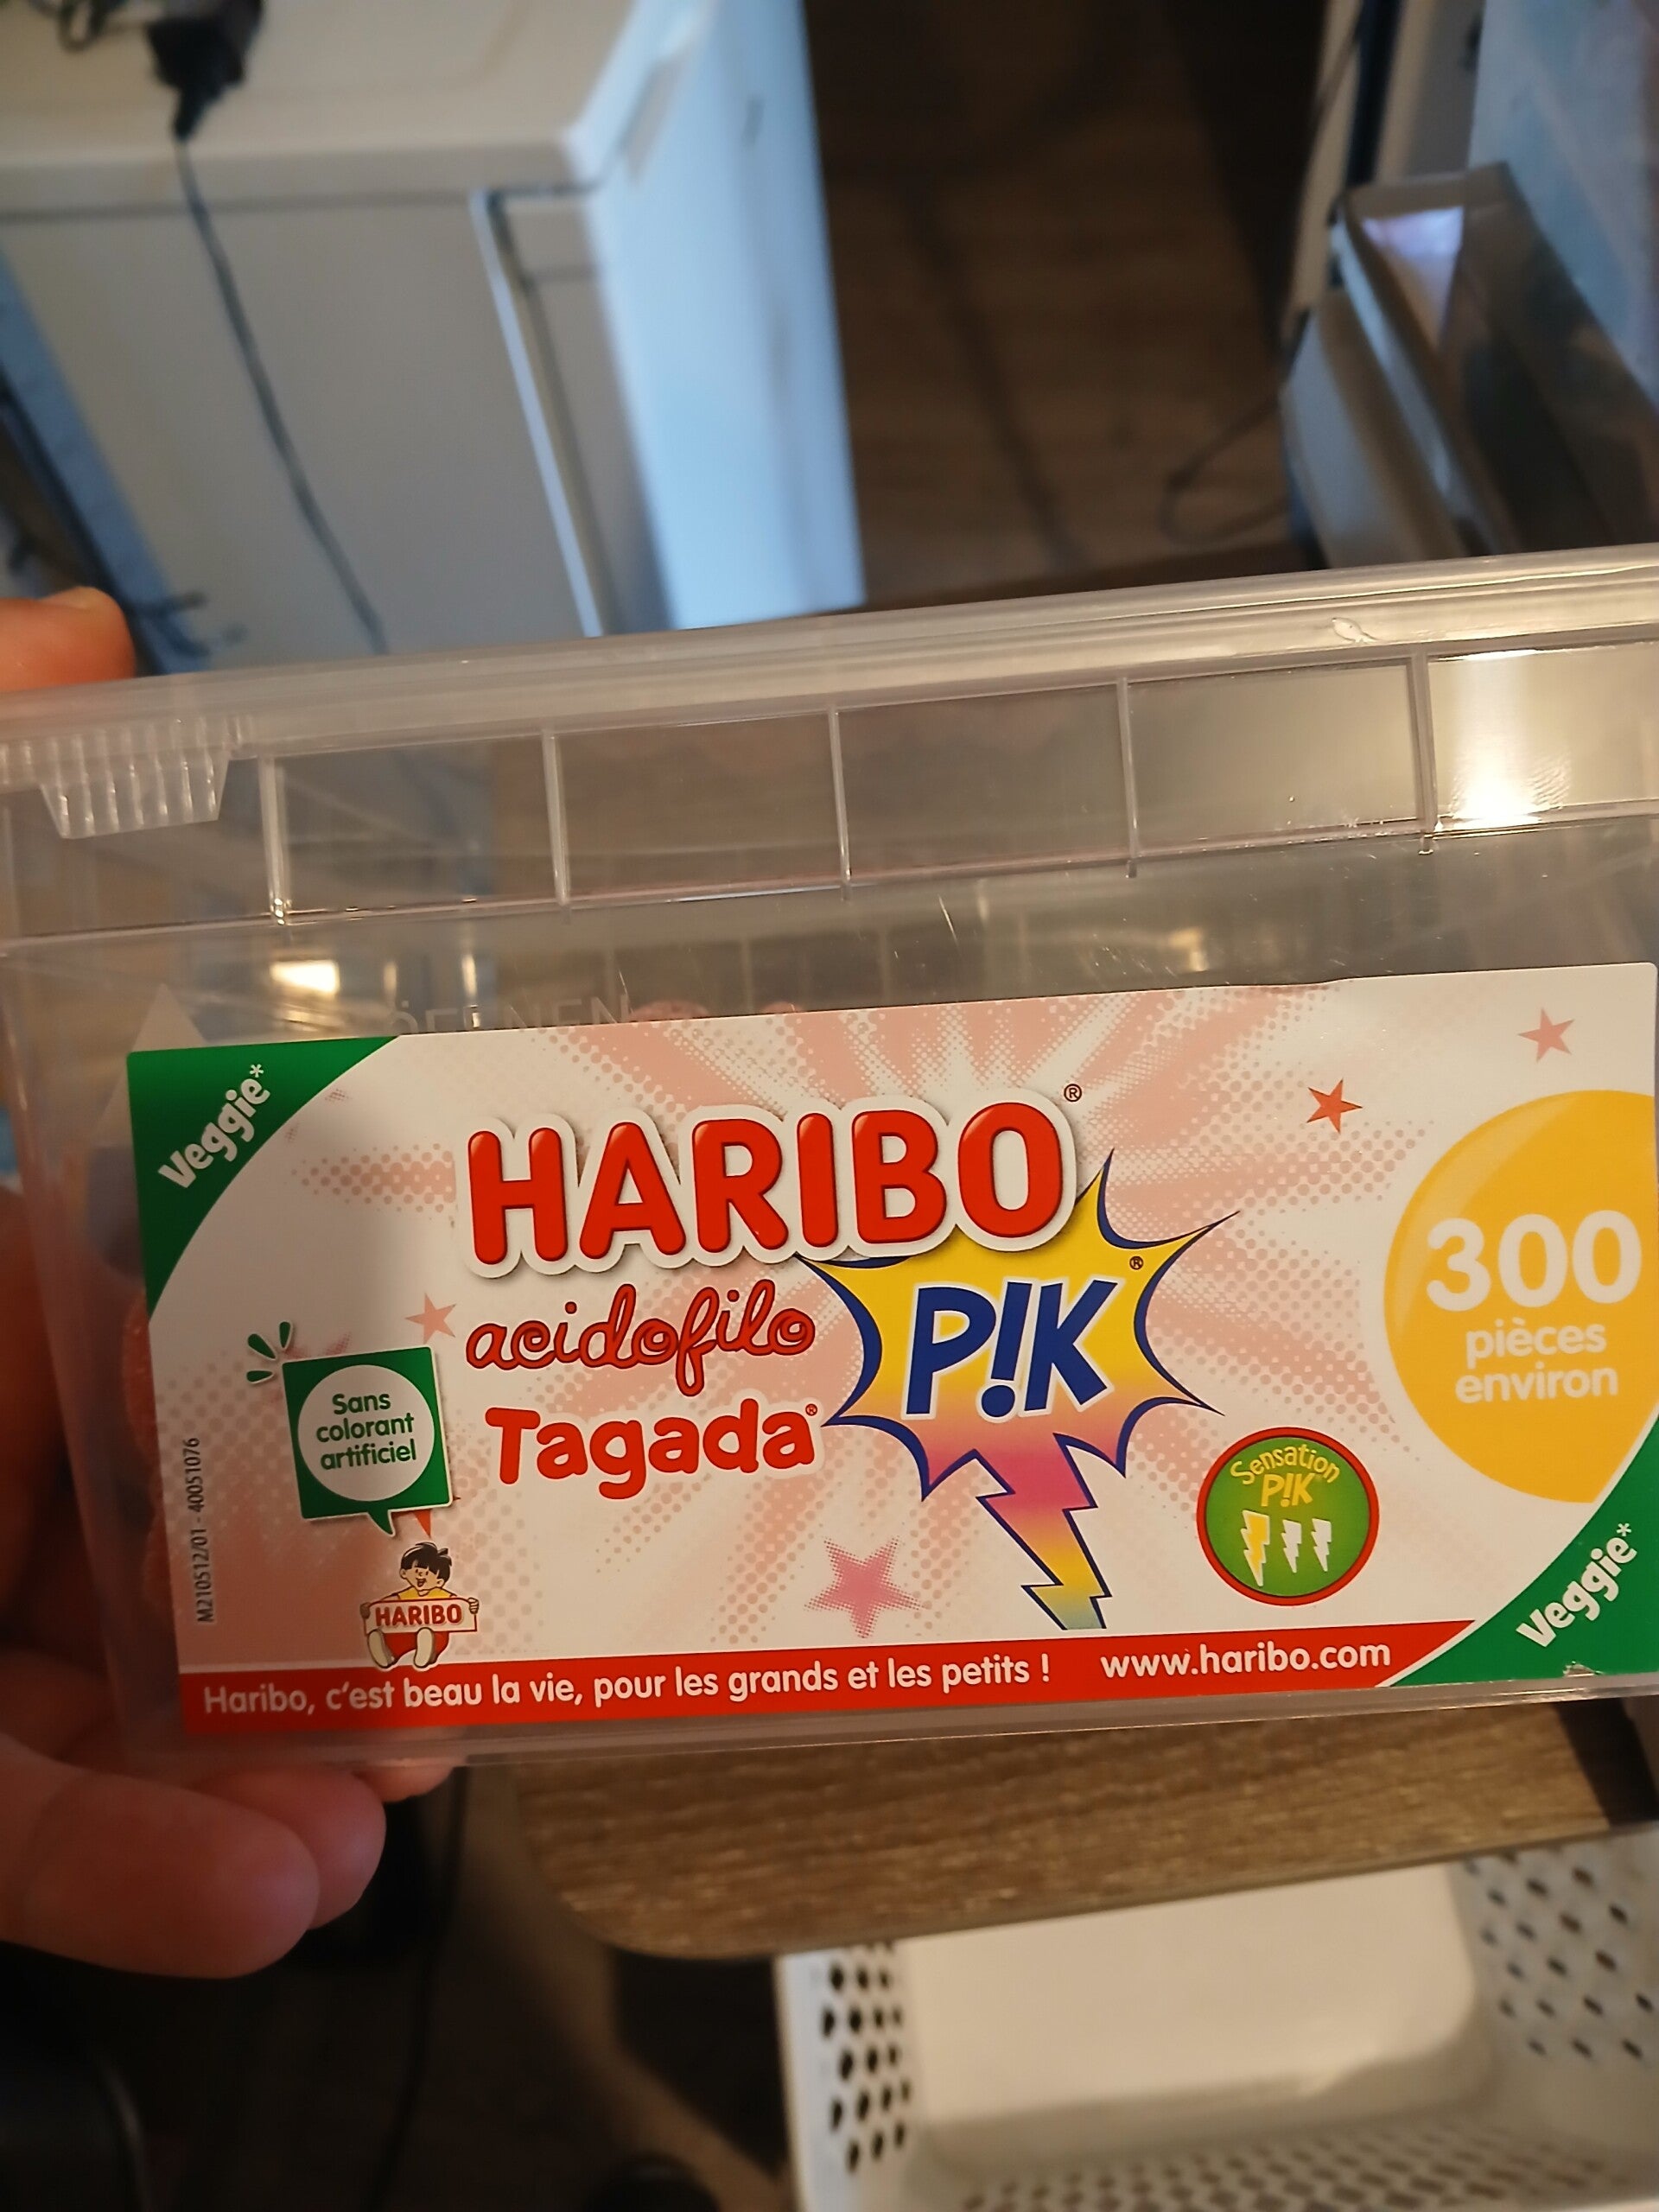 ÖFFNEN
Veggie*
HARIBO®
acidofilo
Tagada®
P!K®
300
pièces
environ
Sans
colorant
artificiel
Sensation
P!K
M210512/01 - 40051076
HARIBO
Veggie*
Haribo, c'est beau la vie, pour les grands et les petits !
www.haribo.com